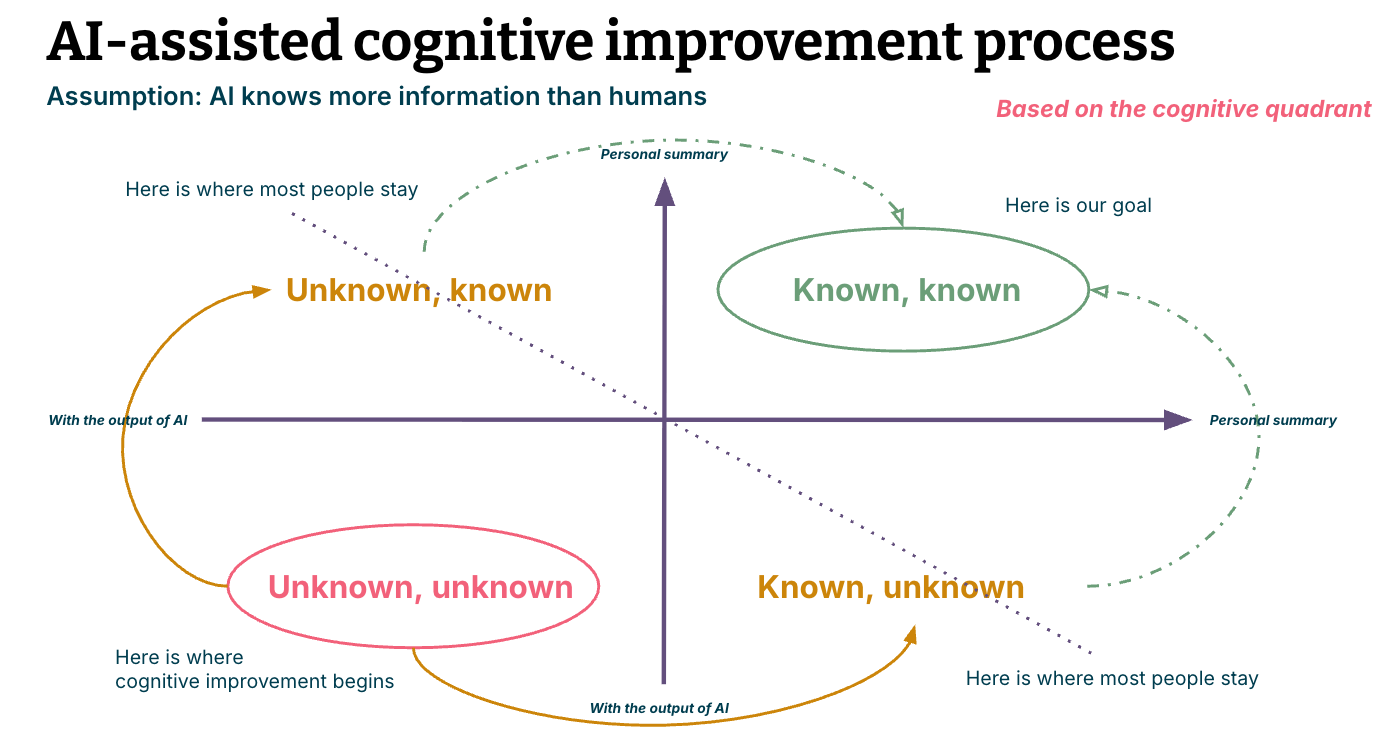 AI-assisted cognitive improvement process
Assumption: AI knows more information than humans
Based on the cognitive quadrant
Personal summary
Here is where most people stay
Here is our goal
Unknown, known
Known, known
With the output of AI
Personal summary
Unknown, unknown
Known, unknown
Here is where
cognitive improvement begins
Here is where most people stay
With the output of AI